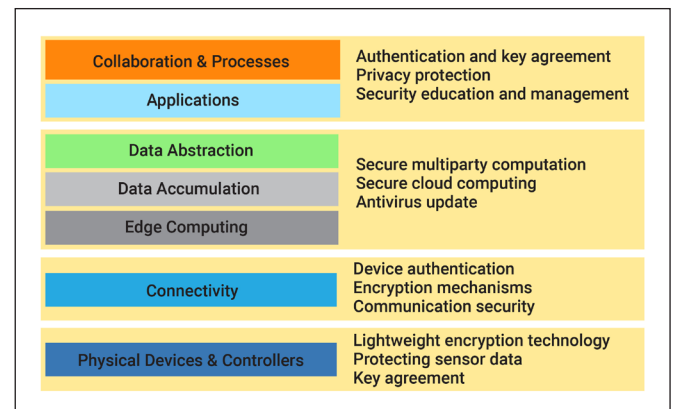 Collaboration & Processes
Applications
Authentication and key agreement
Privacy protection
Security education and management
Data Abstraction
Data Accumulation
Edge Computing
Secure multiparty computation
Secure cloud computing
Antivirus update
Connectivity
Device authentication
Encryption mechanisms
Communication security
Physical Devices & Controllers
Lightweight encryption technology
Protecting sensor data
Key agreement